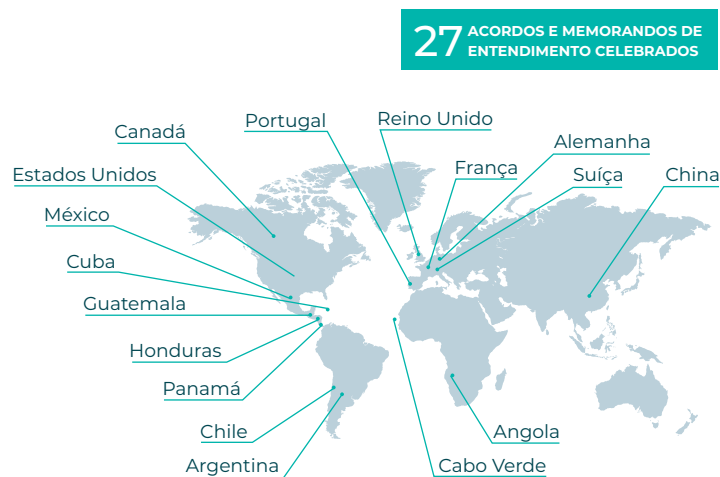 27 ACORDOS E MEMORANDOS DE
ENTENDIMENTO CELEBRADOS
Portugal
Reino Unido
Canadá
Alemanha
Estados Unidos
França
Suíça
China
México
Cuba
Guatemala
Honduras
Panamá
Chile
Angola
Argentina
Cabo Verde